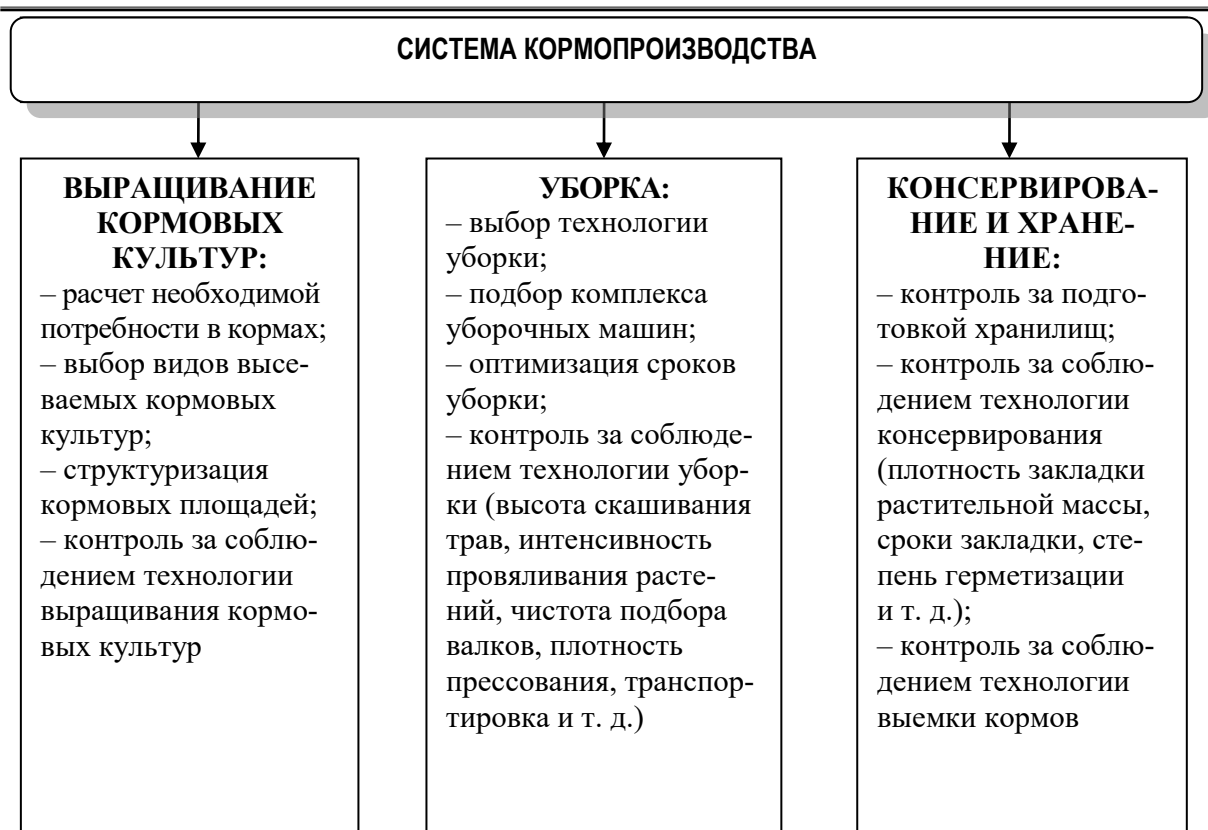 СИСТЕМА КОРМОПРОИЗВОДСТВА
ВЫРАЩИВАНИЕ
КОРМОВЫХ
КУЛЬТУР:
– расчет необходимой
потребности в кормах;
– выбор видов высе-
ваемых кормовых
культур;
– структуризация
кормовых площадей;
– контроль за соблю-
дением технологии
выращивания кормо-
вых культур
УБОРКА:
– выбор технологии
уборки;
– подбор комплекса
уборочных машин;
– оптимизация сроков
уборки;
– контроль за соблюде-
нием технологии убор-
ки (высота скашивания
трав, интенсивность
провяливания расте-
ний, чистота подбора
валков, плотность
прессования, транспор-
тировка и т. д.)
КОНСЕРВИРОВА-
НИЕ И ХРАНЕ-
НИЕ:
– контроль за подго-
товкой хранилищ;
– контроль за соблю-
дением технологии
консервирования
(плотность закладки
растительной массы,
сроки закладки, сте-
пень герметизации
и т. д.);
– контроль за соблю-
дением технологии
выемки кормов